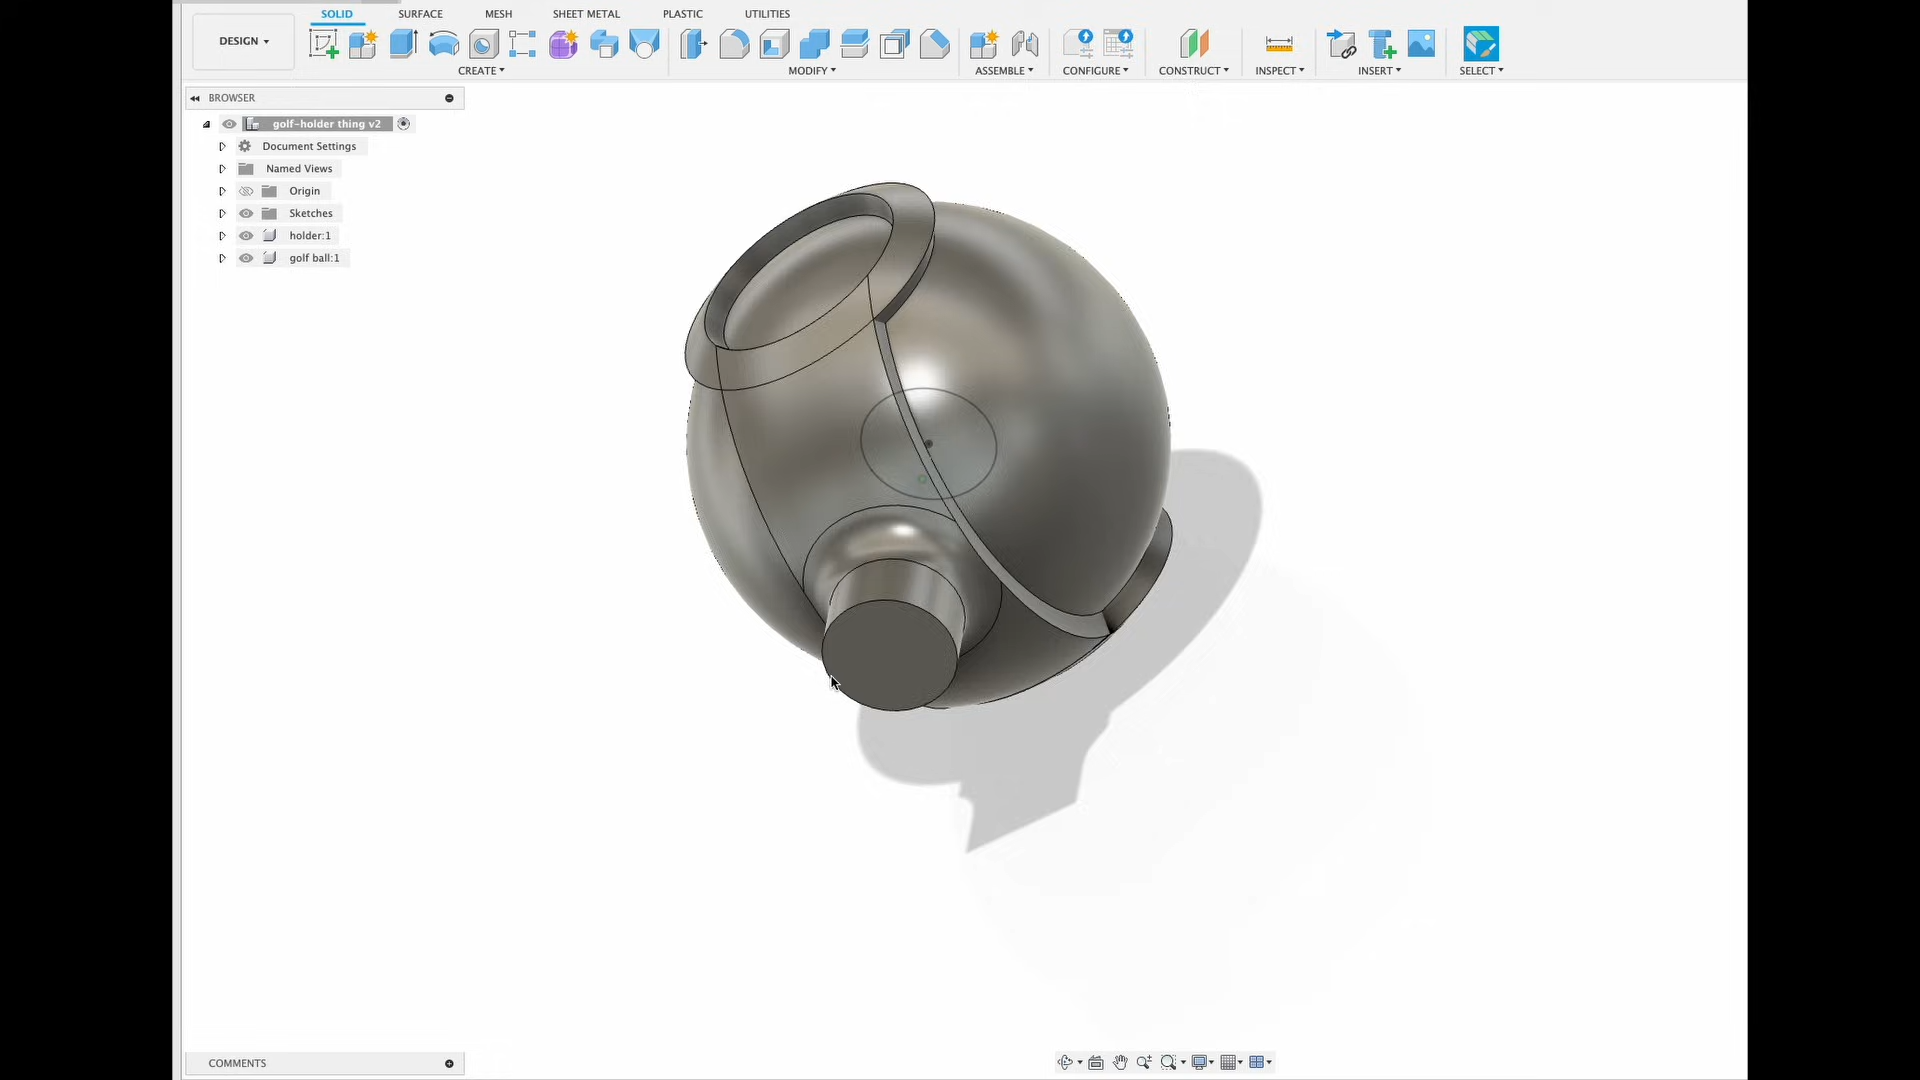 SOLID SURFACE MESH SHEET METAL PLASTIC UTILITIES
DESIGN
CREATE MODIFY ASSEMBLE CONFIGURE CONSTRUCT INSPECT INSERT SELECT
BROWSER
golf-holder thing v2
Document Settings
Named Views
Origin
Sketches
holder:1
golf ball:1
COMMENTS